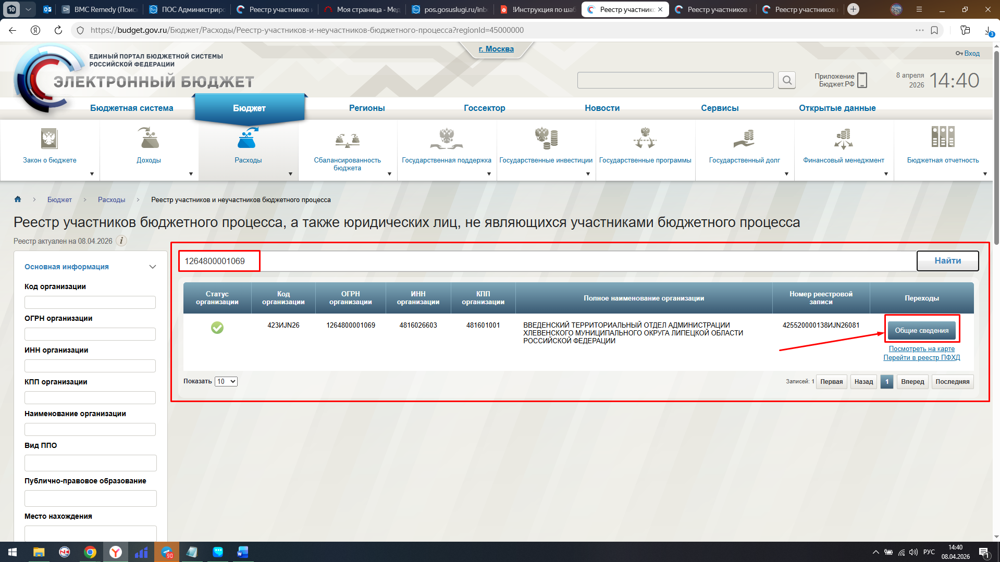 10
BMC Remedy (Поиск
ПОС Администрир
Реестр участников и
Моя страница - Мед
pos.gosuslugi.ru/inb
!Инструкция по шаб
Реестр участнико
Реестр участников и
Реестр участников и
https://budget.gov.ru/Бюджет/Расходы/Реестр-участников-и-неучастников-бюджетного-процесса?regionId=45000000
3
ЕДИНЫЙ ПОРТАЛ БЮДЖЕТНОЙ СИСТЕМЫ
РОССИЙСКОЙ ФЕДЕРАЦИИ
ЭЛЕКТРОННЫЙ БЮДЖЕТ
г. Москва
Вход
Приложение
Бюджет.РФ
8 апреля
2026
14:40
Бюджетная система
Бюджет
Регионы
Госсектор
Новости
Сервисы
Открытые данные
Закон о бюджете
Доходы
Расходы
Сбалансированность
бюджета
Государственная поддержка
Государственные инвестиции
Государственные программы
Государственный долг
Финансовый менеджмент
Бюджетная отчетность
Бюджет
Расходы
Реестр участников и неучастников бюджетного процесса
Реестр участников бюджетного процесса, а также юридических лиц, не являющихся участниками бюджетного процесса
Реестр актуален на 08.04.2026 i
Основная информация
Код организации
ОГРН организации
ИНН организации
КПП организации
Наименование организации
Вид ППО
Публично-правовое образование
Место нахождения
1264800001069
Найти
Статус
организации
Код
организации
ОГРН
организации
ИНН
организации
КПП
организации
Полное наименование организации
Номер реестровой
записи
Переходы
423ИJN26
1264800001069
4816026603
481601001
ВВЕДЕНСКИЙ ТЕРРИТОРИАЛЬНЫЙ ОТДЕЛ АДМИНИСТРАЦИИ
ХЛЕВЕНСКОГО МУНИЦИПАЛЬНОГО ОКРУГА ЛИПЕЦКОЙ ОБЛАСТИ
РОССИЙСКОЙ ФЕДЕРАЦИИ
425520000138ИJN26081
Общие сведения
Посмотреть на карте
Перейти в реестр ПФХД
Показать 10
Записей: 1 Первая Назад 1 Вперед Последняя
90
РУС
14:40
08.04.2026
1